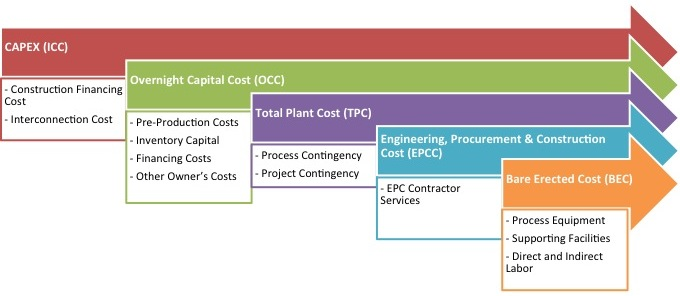 CAPEX (ICC)
- Construction Financing
Cost
- Interconnection Cost
Overnight Capital Cost (OCC)
- Pre-Production Costs
- Inventory Capital
- Financing Costs
- Other Owner's Costs
Total Plant Cost (TPC)
- Process Contingency
- Project Contingency
Engineering, Procurement & Construction
Cost (EPCC)
- EPC Contractor
Services
Bare Erected Cost (BEC)
- Process Equipment
- Supporting Facilities
- Direct and Indirect
Labor